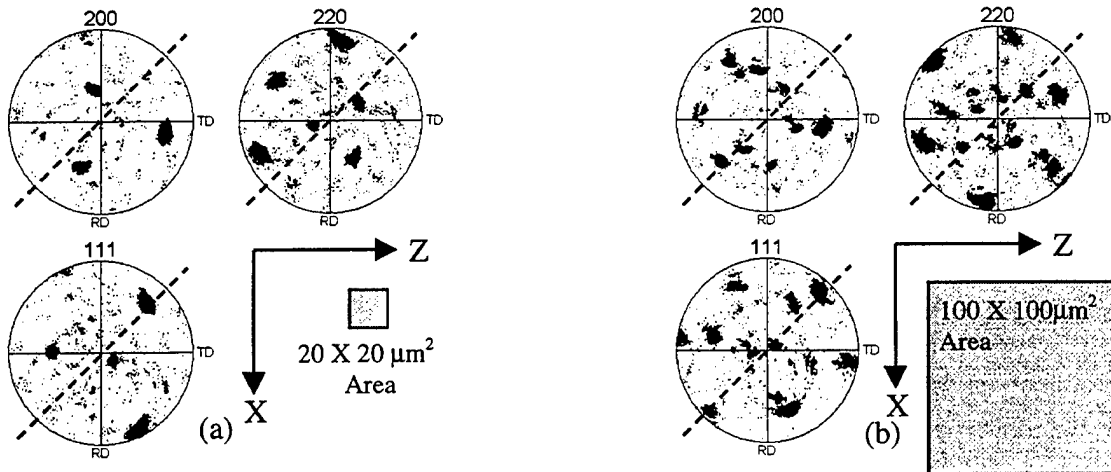 200
220
TD
TD
RD
RD
111
TD
RD
Z
X
20 X 20 µm²
Area
(a)
200
220
TD
TD
RD
RD
111
TD
RD
Z
X
100 X 100µm²
Area
(b)